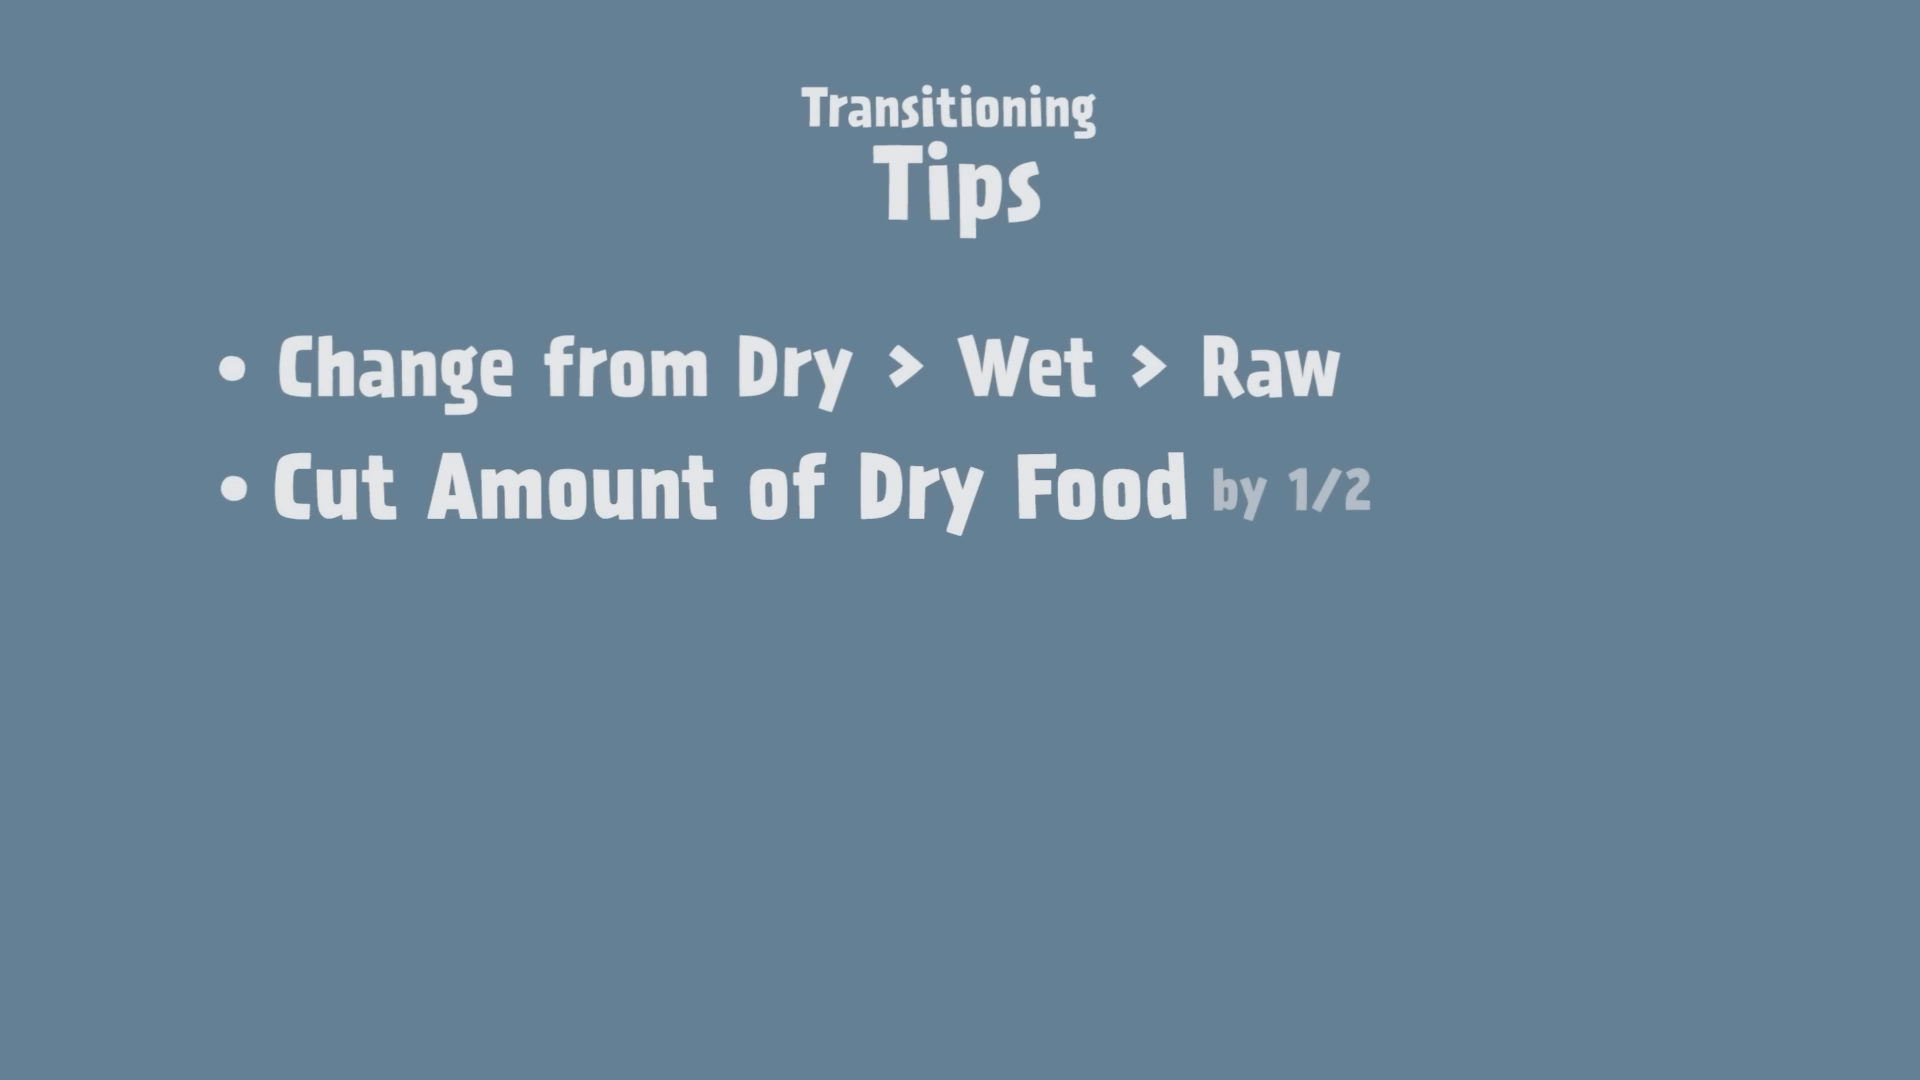 Transitioning
Tips
• Change from Dry > Wet > Raw
• Cut Amount of Dry Food by 1/2